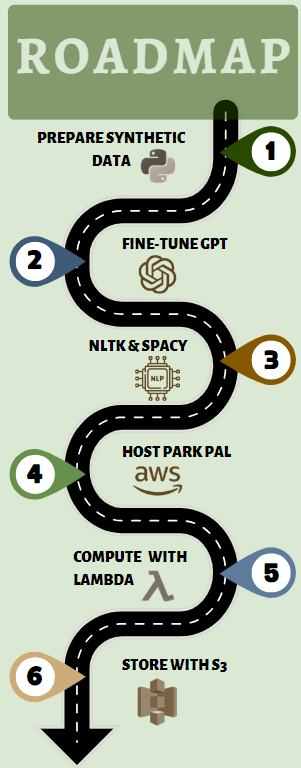 ROADMAP
PREPARE SYNTHETIC
DATA
1
FINE-TUNE GPT
2
NLTK & SPACY
NLP
3
HOST PARK PAL
aws
4
COMPUTE WITH
LAMBDA
λ
5
STORE WITH S3
6